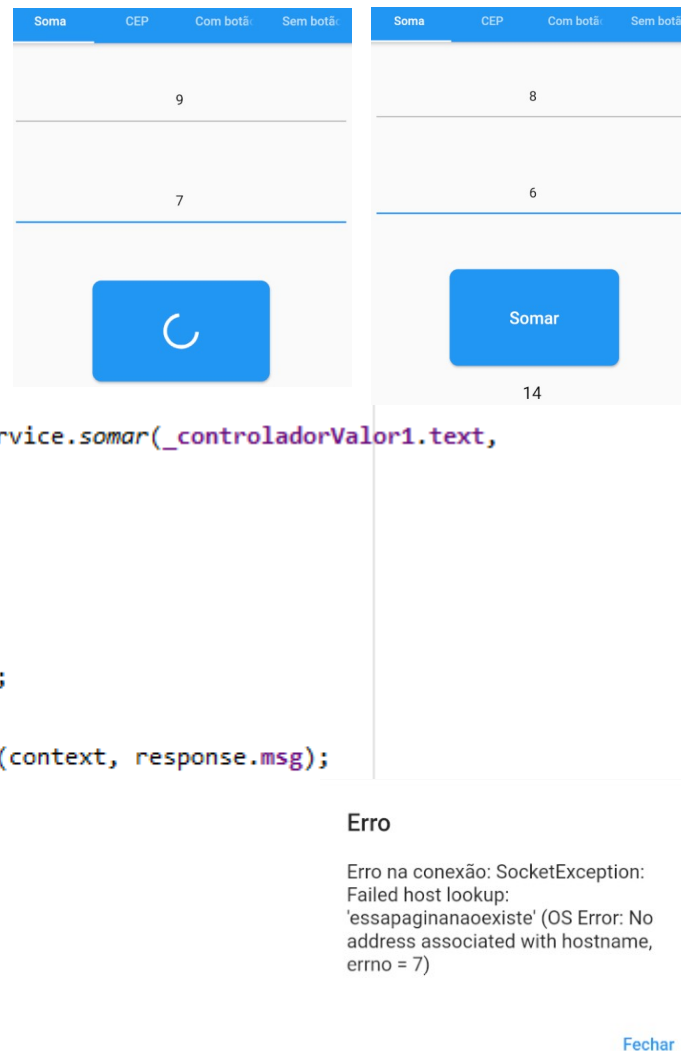 Soma CEP Com botã Sem botão
9
7
Soma CEP Com botã Sem botã
8
6
Somar
14
rvice.somar(_controladorValor1.text,
;
(context, response.msg);
Erro
Erro na conexão: SocketException:
Failed host lookup:
'essapaginanaoexiste' (OS Error: No
address associated with hostname,
errno = 7)
Fechar